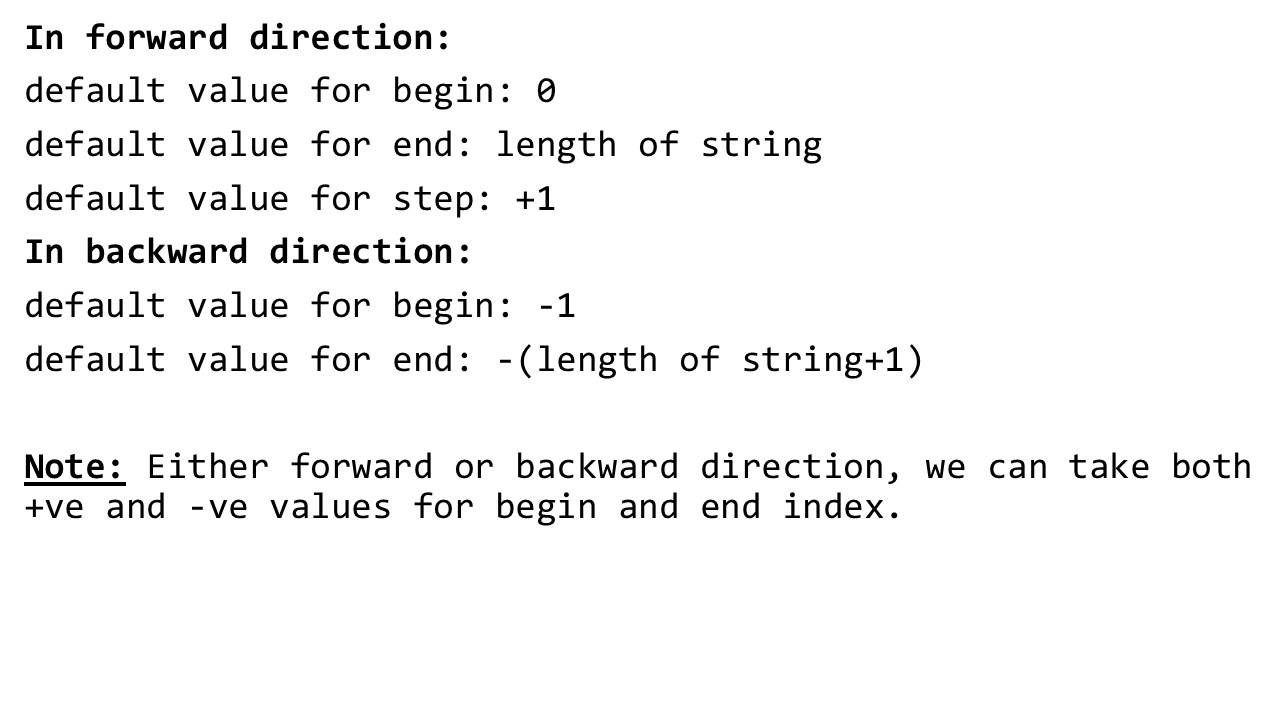 In forward direction:
default value for begin: 0
default value for end: length of string
default value for step: +1
In backward direction:
default value for begin: -1
default value for end: -(length of string+1)
Note: Either forward or backward direction, we can take both
+ve and -ve values for begin and end index.